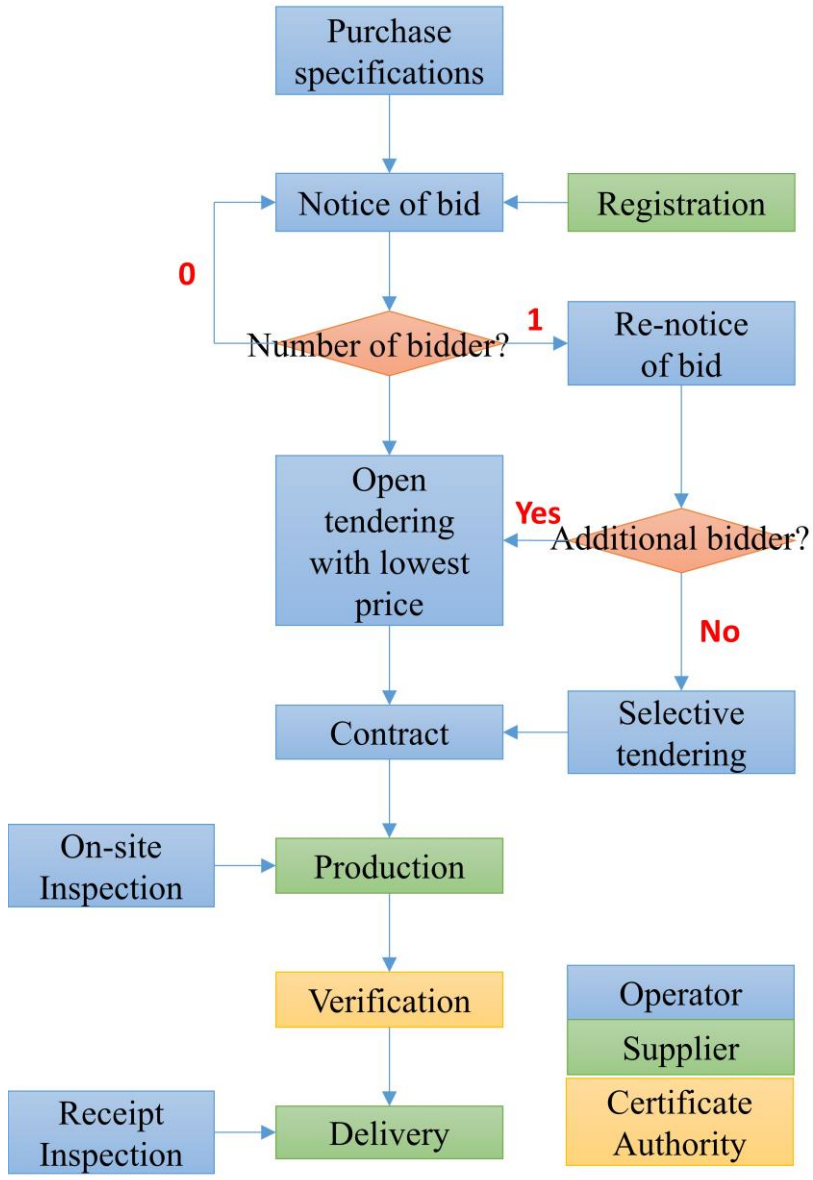 Purchase
specifications
Notice of bid
Registration
0
Number of bidder?
1
Re-notice
of bid
Open
tendering
with lowest
price
Yes
Additional bidder?
No
Contract
Selective
tendering
On-site
Inspection
Production
Verification
Operator
Supplier
Certificate
Authority
Receipt
Inspection
Delivery